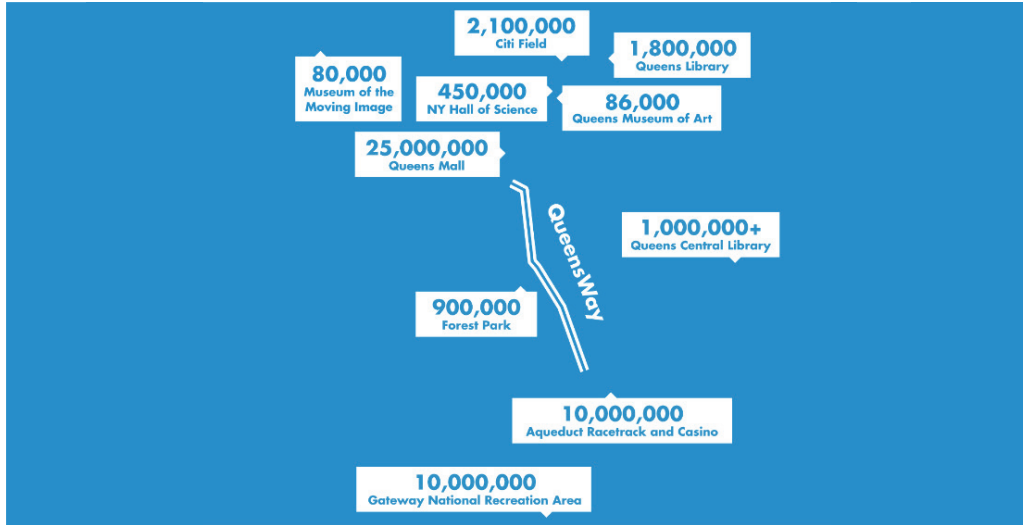 2,100,000
Citi Field
1,800,000
Queens Library
80,000
Museum of the
Moving Image
450,000
NY Hall of Science
86,000
Queens Museum of Art
25,000,000
Queens Mall
QueensWay
1,000,000+
Queens Central Library
900,000
Forest Park
10,000,000
Aqueduct Racetrack and Casino
10,000,000
Gateway National Recreation Area